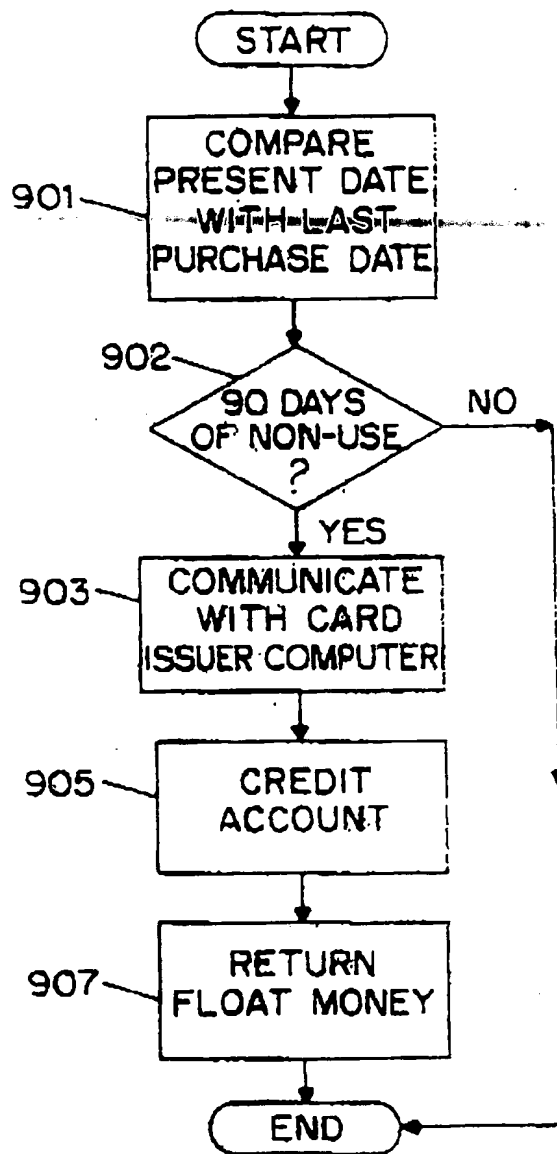 START
COMPARE
PRESENT DATE
WITH LAST
PURCHASE DATE
901
902
90 DAYS
OF NON-USE
?
NO
YES
903
COMMUNICATE
WITH CARD
ISSUER COMPUTER
905
CREDIT
ACCOUNT
907
RETURN
FLOAT MONEY
END